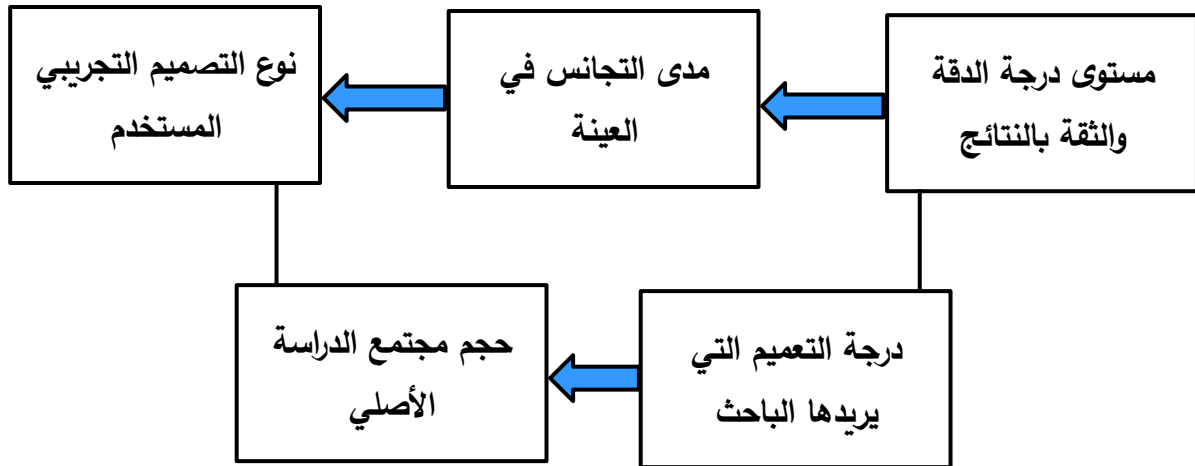 مستوى درجة الدقة
والثقة بالنتائج
مدى التجانس في
العينة
نوع التصميم التجريبي
المستخدم
درجة التعميم التي
يريدها الباحث
حجم مجتمع الدراسة
الأصلي